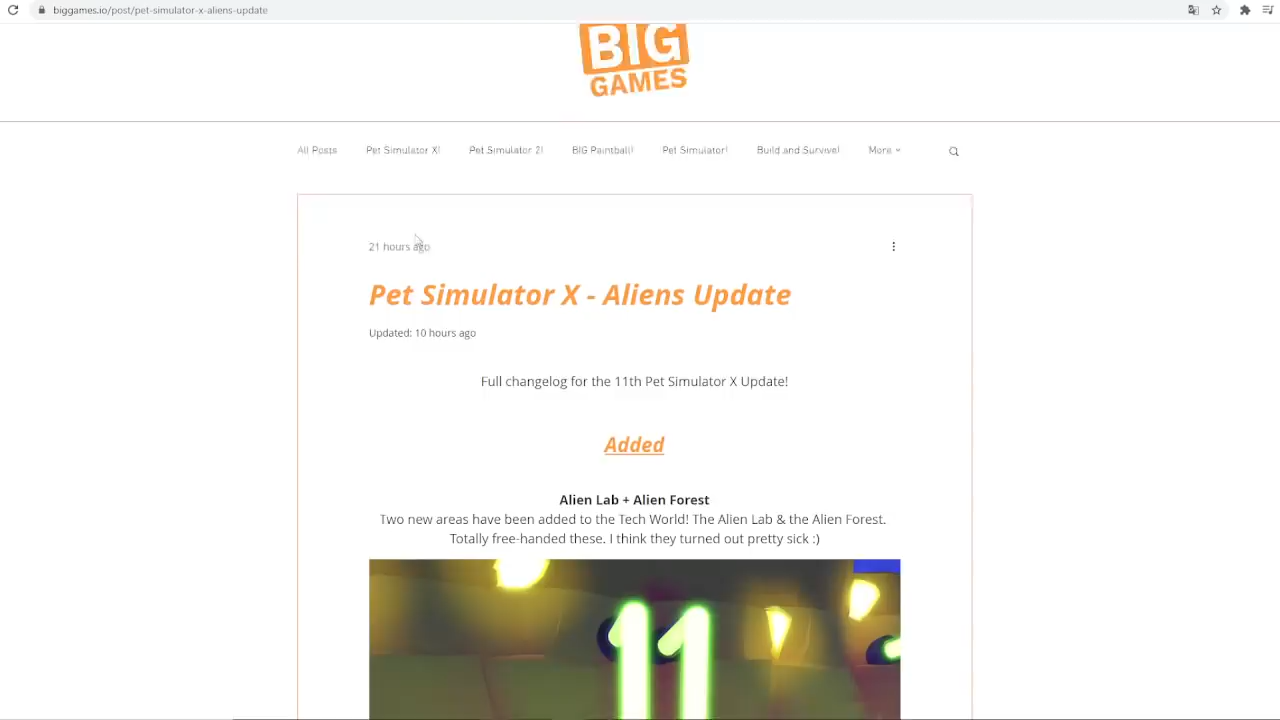 biggames.io/post/pet-simulator-x-aliens-update
BIG
GAMES
All Posts
Pet Simulator X!
Pet Simulator 2!
BIG Paintball!
Pet Simulator!
Build and Survive!
More
21 hours ago
Pet Simulator X - Aliens Update
Updated: 10 hours ago
Full changelog for the 11th Pet Simulator X Update!
Added
Alien Lab + Alien Forest
Two new areas have been added to the Tech World! The Alien Lab & the Alien Forest.
Totally free-handed these. I think they turned out pretty sick :)
11